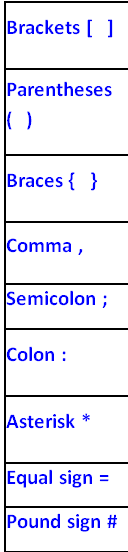 Brackets [ ]
Parentheses
( )
Braces { }
Comma ,
Semicolon ;
Colon :
Asterisk *
Equal sign =
Pound sign #